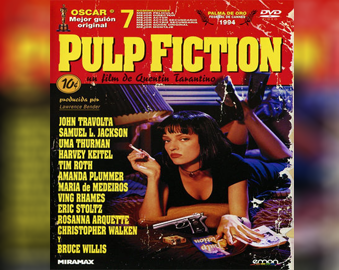 OSCAR®
Mejor guión
original
7
PALMA DE ORO
FESTIVAL DE CANNES
1994
DVD
PULP FICTION
10¢
un film de Quentin Tarantino
producida por
Lawrence Bender
JOHN TRAVOLTA
SAMUEL L. JACKSON
UMA THURMAN
HARVEY KEITEL
TIM ROTH
AMANDA PLUMMER
MARIA de MEDEIROS
VING RHAMES
ERIC STOLTZ
ROSANNA ARQUETTE
CHRISTOPHER WALKEN
Y
BRUCE WILLIS
MIRAMAX
emon